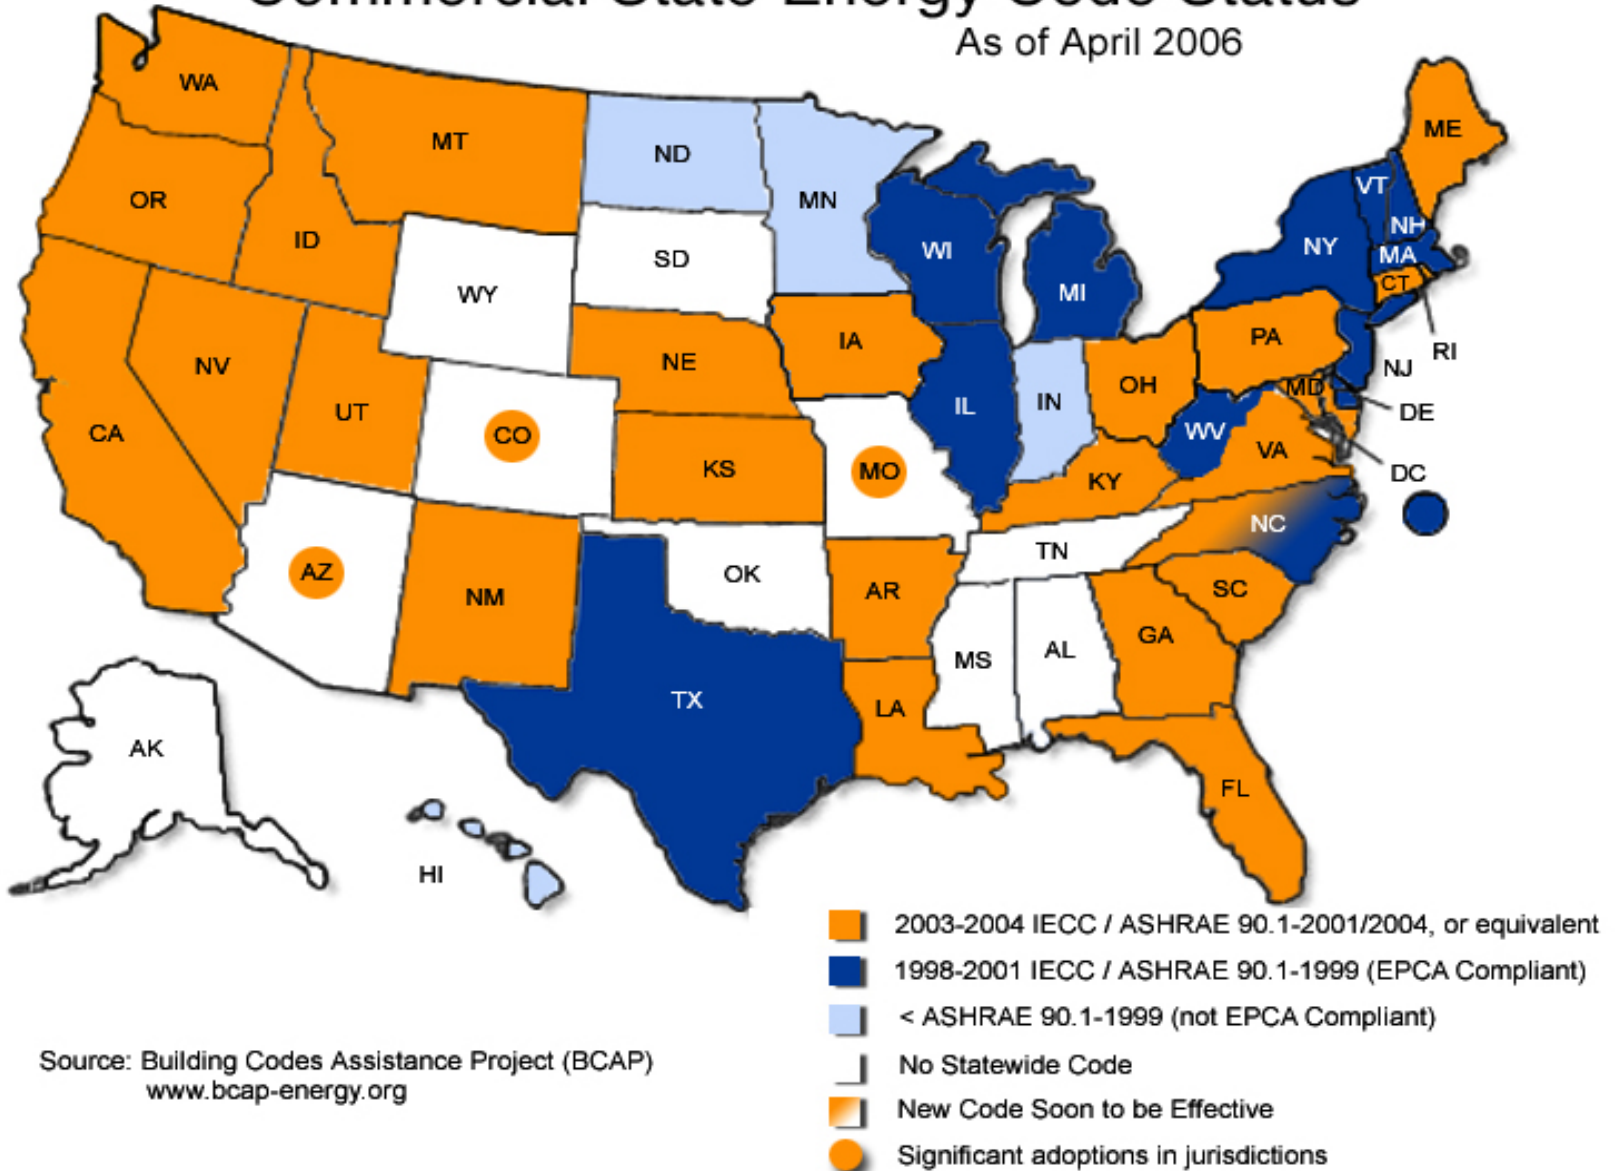 Commercial State Energy Code Status
As of April 2006
WA
MT
ND
MN
ME
OR
ID
SD
WI
VT
NH
NY
MA
WY
MI
CT
NV
NE
IA
PA
RI
NJ
UT
CO
IL
IN
OH
MD
DE
CA
KS
MO
WV
VA
KY
DC
NC
AZ
NM
OK
TN
AR
SC
GA
MS
AL
TX
LA
AK
FL
HI
2003-2004 IECC / ASHRAE 90.1-2001/2004, or equivalent
1998-2001 IECC / ASHRAE 90.1-1999 (EPCA Compliant)
< ASHRAE 90.1-1999 (not EPCA Compliant)
No Statewide Code
New Code Soon to be Effective
Significant adoptions in jurisdictions
Source: Building Codes Assistance Project (BCAP)
www.bcap-energy.org